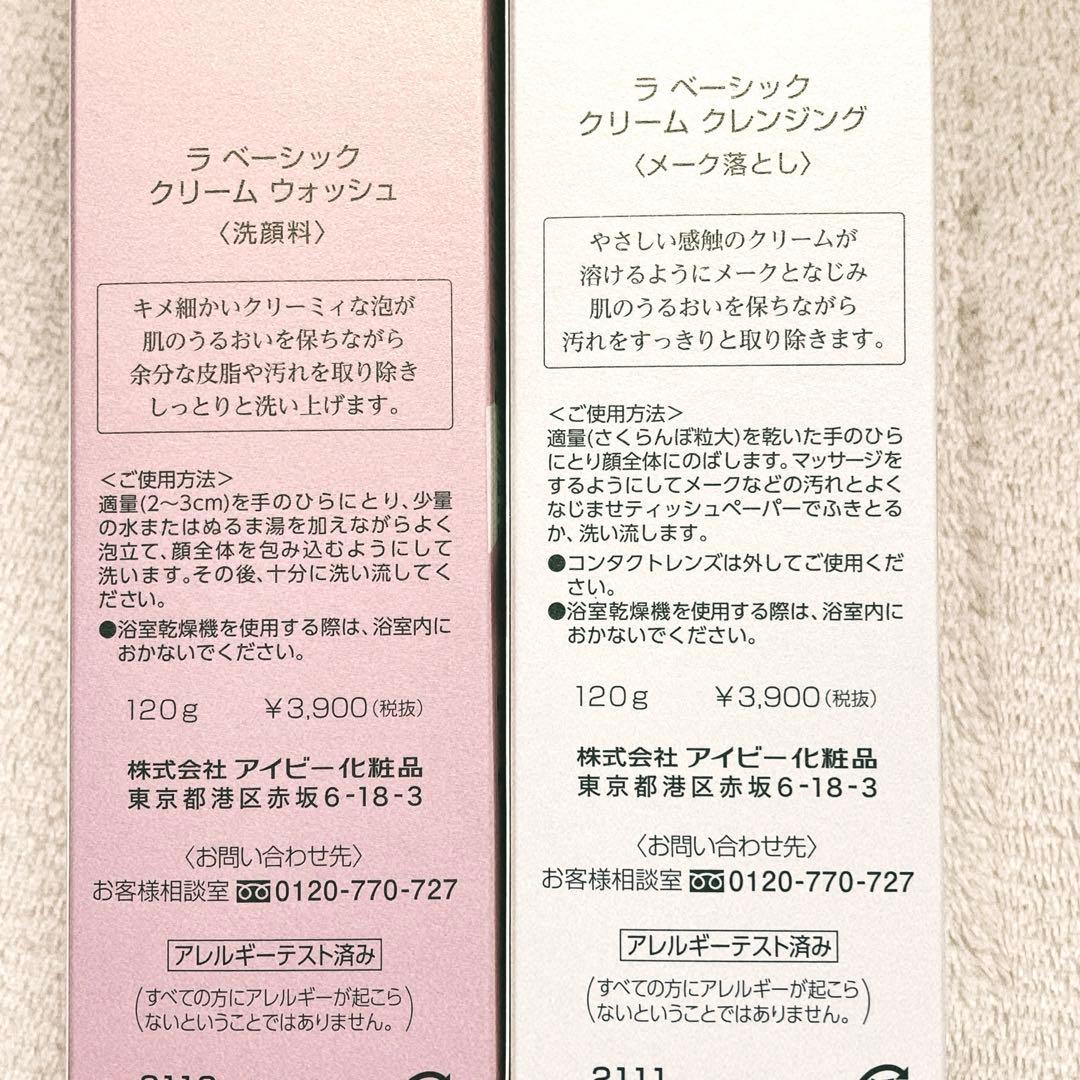 ラ ベーシック
クリーム ウォッシュ
〈洗顔料〉
キメ細かいクリーミィな泡が
肌のうるおいを保ちながら
余分な皮脂や汚れを取り除き
しっとりと洗い上げます。
＜ご使用方法＞
適量(2〜3cm)を手のひらにとり、少量
の水またはぬるま湯を加えながらよく
泡立て、顔全体を包み込むようにして
洗います。その後、十分に洗い流してく
ださい。
●浴室乾燥機を使用する際は、浴室内に
おかないでください。
120g ￥3,900(税抜)
株式会社 アイビー化粧品
東京都港区赤坂6-18-3
〈お問い合わせ先〉
お客様相談室 0120-770-727
アレルギーテスト済み
(すべての方にアレルギーが起こら
ないということではありません。)
ラ ベーシック
クリーム クレンジング
〈メーク落とし〉
やさしい感触のクリームが
溶けるようにメークとなじみ
肌のうるおいを保ちながら
汚れをすっきりと取り除きます。
＜ご使用方法＞
適量(さくらんぼ粒大)を乾いた手のひら
にとり顔全体にのばします。マッサージを
するようにしてメークなどの汚れとよく
なじませティッシュペーパーでふきとる
か、洗い流します。
●コンタクトレンズは外してご使用くだ
さい。
●浴室乾燥機を使用する際は、浴室内に
おかないでください。
120g ￥3,900(税抜)
株式会社 アイビー化粧品
東京都港区赤坂6-18-3
〈お問い合わせ先〉
お客様相談室 0120-770-727
アレルギーテスト済み
(すべての方にアレルギーが起こら
ないということではありません。)
2111